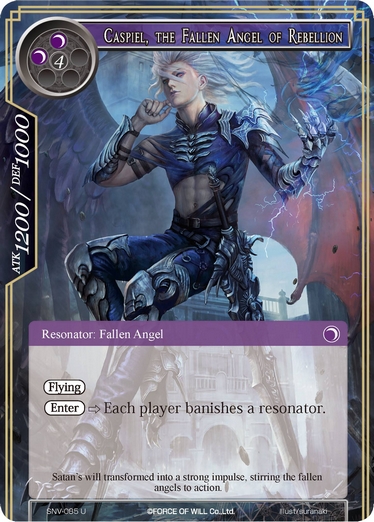 Caspiel, the Fallen Angel of Rebellion
4
ATK 1200 / DEF 1000
Resonator: Fallen Angel
Flying
Enter ⇨ Each player banishes a resonator.
Satan's will transformed into a strong impulse, stirring the fallen
angels to action.
SNV-085 U
©FORCE OF WILL Co.,Ltd.